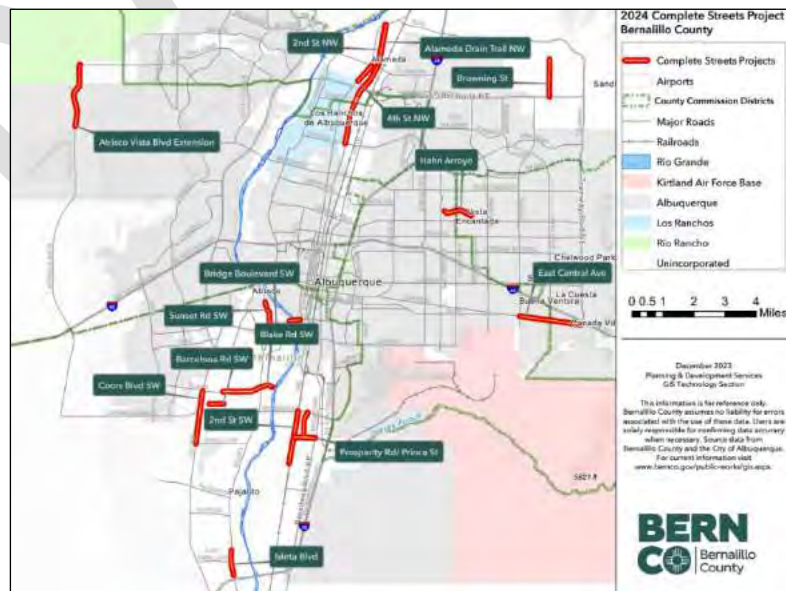 2024 Complete Streets Project
Bernalillo County
Complete Streets Projects
Airports
County Commission Districts
Major Roads
Railroads
Rio Grande
Kirtland Air Force Base
Albuquerque
Los Ranchos
Rio Rancho
Unincorporated
0 0.5 1 2 3 4
Miles
December 2023
Planning & Development Services
GIS Technology Section
This information is for reference only.
Bernalillo County assumes no liability for errors
associated with the use of these data. Users are
solely responsible for confirming data accuracy
when necessary. Source data from
Bernalillo County and the City of Albuquerque.
For current information visit
www.bernco.gov/public-works/gis.aspx.
BERN
CO
Bernalillo
County
2nd St NW
Alameda Drain Trail NW
Alameda
Browning St
Los Ranchos
de Albuquerque
4th St NW
Atrisco Vista Blvd Extension
Hahn Arroyo
Encantada
Chelwood Park
Bridge Boulevard SW
Albuquerque
East Central Ave
La Cuesta
Buena Ventura
Sunset Rd SW
Blake Rd SW
Barcelona Rd SW
Coors Blvd SW
2nd St SW
Prosperity Rd/ Prince St
Pajarito
5821 ft
Isleta Blvd